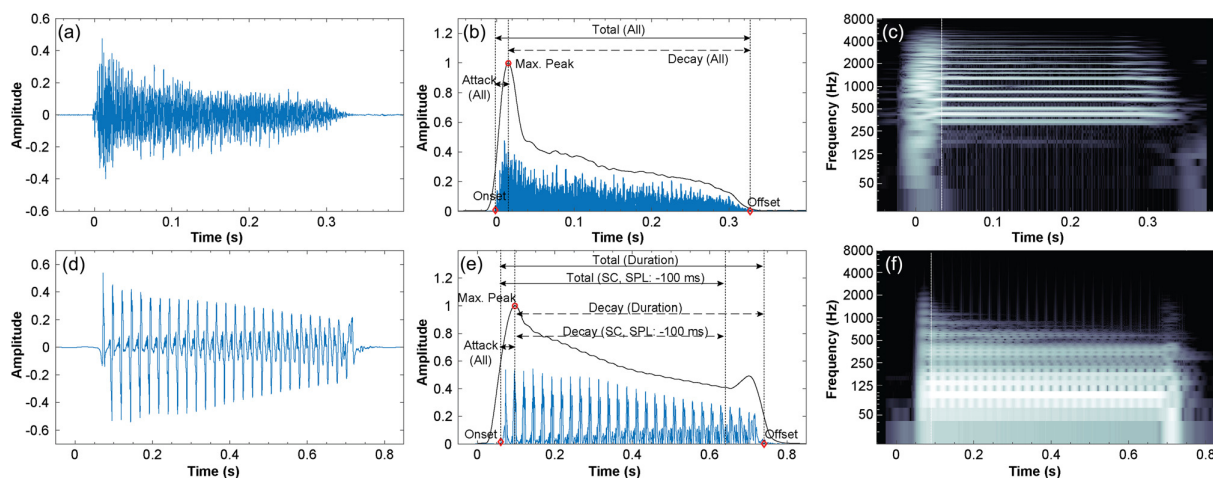 (a)
0.6
0.4
0.2
0
-0.2
-0.4
-0.6
Amplitude
0
0.1
0.2
0.3
Time (s)
(b)
1.2
1
0.8
0.6
0.4
0.2
0
Amplitude
Total (All)
Decay (All)
Max. Peak
Attack
(All)
Onset
Offset
0
0.1
0.2
0.3
Time (s)
(c)
8000
4000
2000
1000
500
250
125
50
Frequency (Hz)
0
0.1
0.2
0.3
Time (s)
(d)
0.6
0.4
0.2
0
-0.2
-0.4
-0.6
Amplitude
0
0.2
0.4
0.6
0.8
Time (s)
(e)
1.2
1
0.8
0.6
0.4
0.2
0
Amplitude
Total (Duration)
Total (SC, SPL: -100 ms)
Max. Peak
Decay (Duration)
Decay (SC, SPL: -100 ms)
Attack
(All)
Onset
Offset
0
0.2
0.4
0.6
0.8
Time (s)
(f)
8000
4000
2000
1000
500
250
125
50
Frequency (Hz)
0
0.2
0.4
0.6
0.8
Time (s)